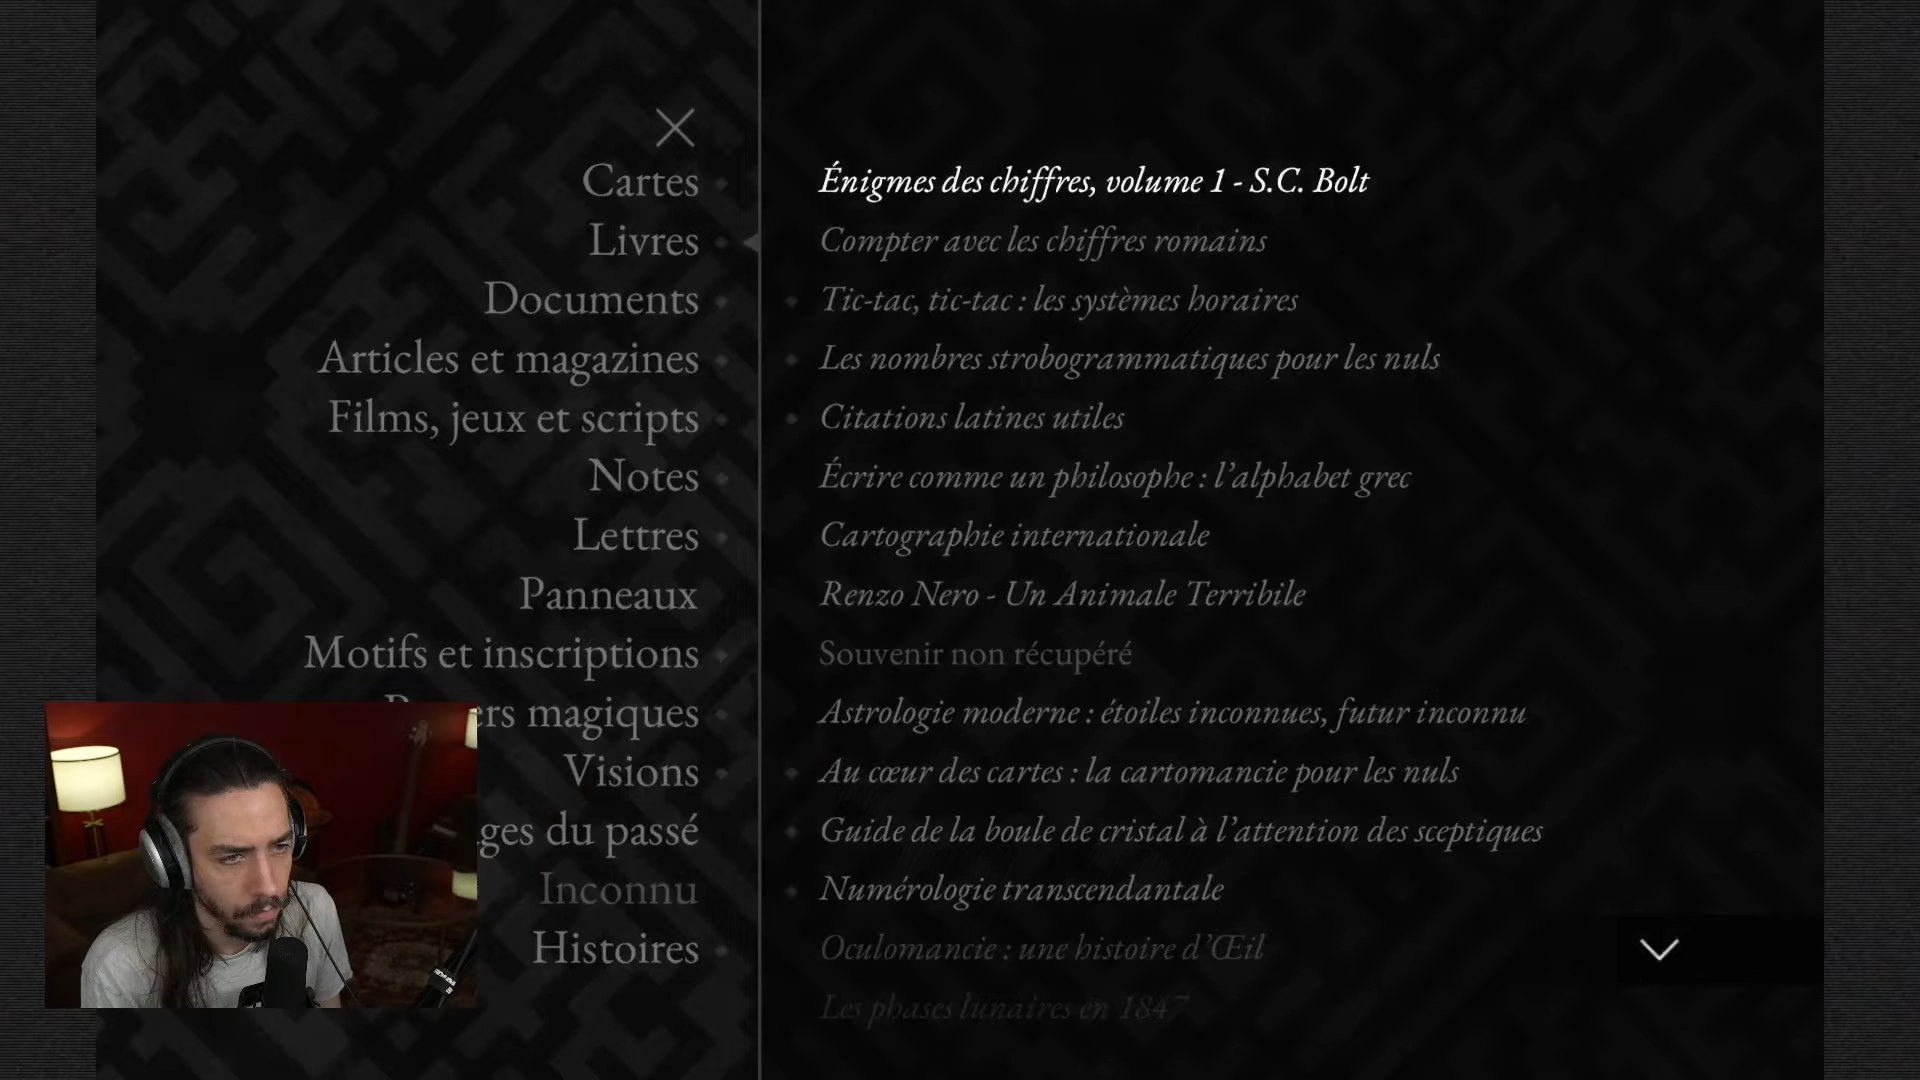 Cartes
Livres
Documents
Articles et magazines
Films, jeux et scripts
Notes
Lettres
Panneaux
Motifs et inscriptions
magiques
Visions
du passé
Inconnu
Histoires
Énigmes des chiffres, volume 1 - S.C. Bolt
Compter avec les chiffres romains
Tic-tac, tic-tac : les systèmes horaires
Les nombres strobogrammatiques pour les nuls
Citations latines utiles
Écrire comme un philosophe : l’alphabet grec
Cartographie internationale
Renzo Nero - Un Animale Terribile
Souvenir non récupéré
Astrologie moderne : étoiles inconnues, futur inconnu
Au cœur des cartes : la cartomancie pour les nuls
Guide de la boule de cristal à l’attention des sceptiques
Numérologie transcendantale
Oculomancie : une histoire d’Œil
Les phases lunaires en 1847